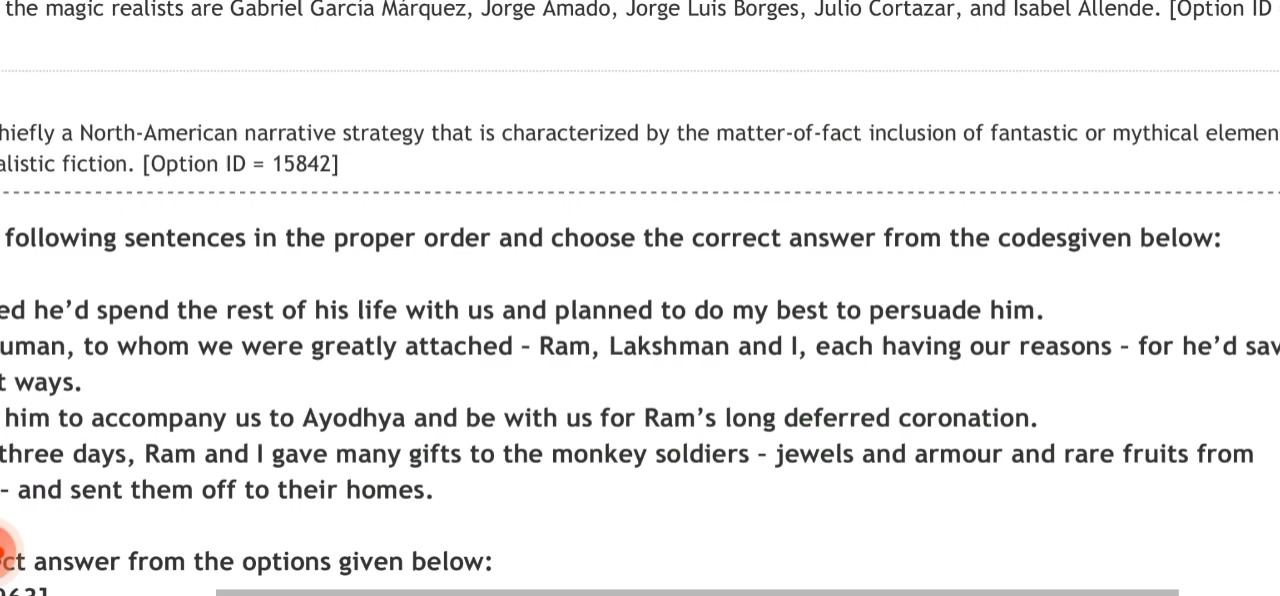 the magic realists are Gabriel García Márquez, Jorge Amado, Jorge Luis Borges, Julio Cortazar, and Isabel Allende. [Option ID
hiefly a North-American narrative strategy that is characterized by the matter-of-fact inclusion of fantastic or mythical elemen
alistic fiction. [Option ID = 15842]
following sentences in the proper order and choose the correct answer from the codesgiven below:
ed he’d spend the rest of his life with us and planned to do my best to persuade him.
uman, to whom we were greatly attached - Ram, Lakshman and I, each having our reasons - for he’d sav
t ways.
him to accompany us to Ayodhya and be with us for Ram’s long deferred coronation.
three days, Ram and I gave many gifts to the monkey soldiers - jewels and armour and rare fruits from
- and sent them off to their homes.
ct answer from the options given below: